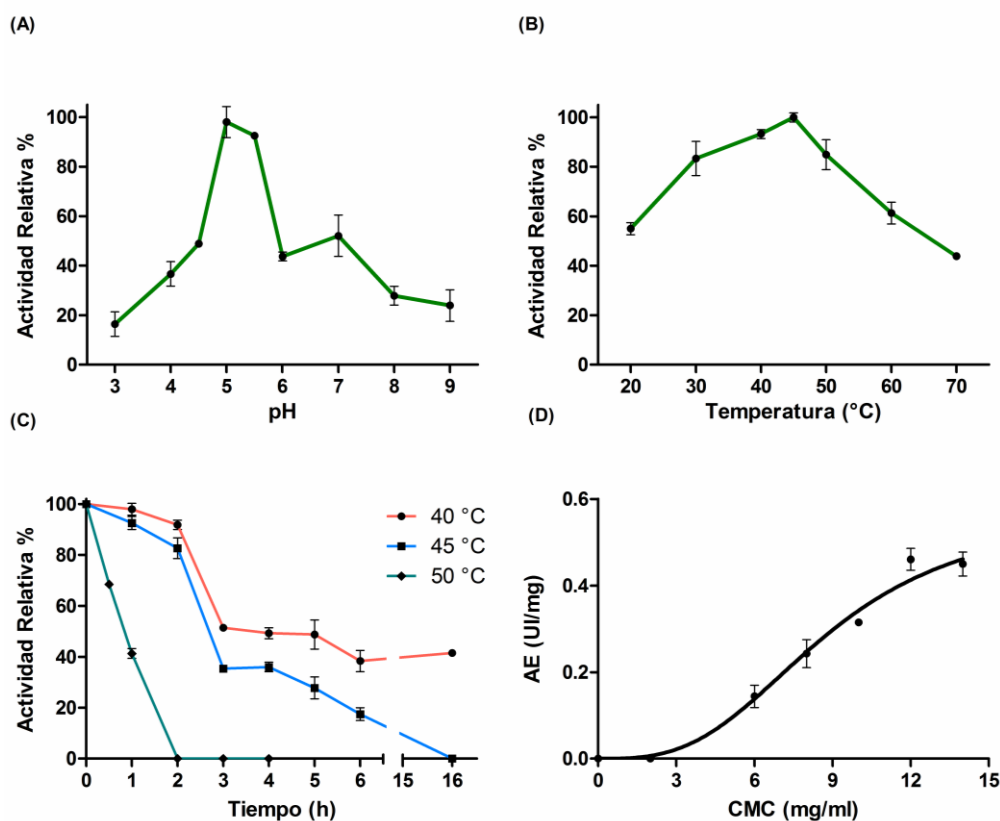 (A)
Actividad Relativa %
100
80
60
40
20
0
3 4 5 6 7 8 9
pH
(B)
Actividad Relativa %
100
80
60
40
20
0
20 30 40 50 60 70
Temperatura (°C)
(C)
Actividad Relativa %
100
80
60
40
20
0
40 °C
45 °C
50 °C
0 1 2 3 4 5 6 15 16
Tiempo (h)
(D)
AE (UI/mg)
0.6
0.4
0.2
0.0
0 3 6 9 12 15
CMC (mg/ml)